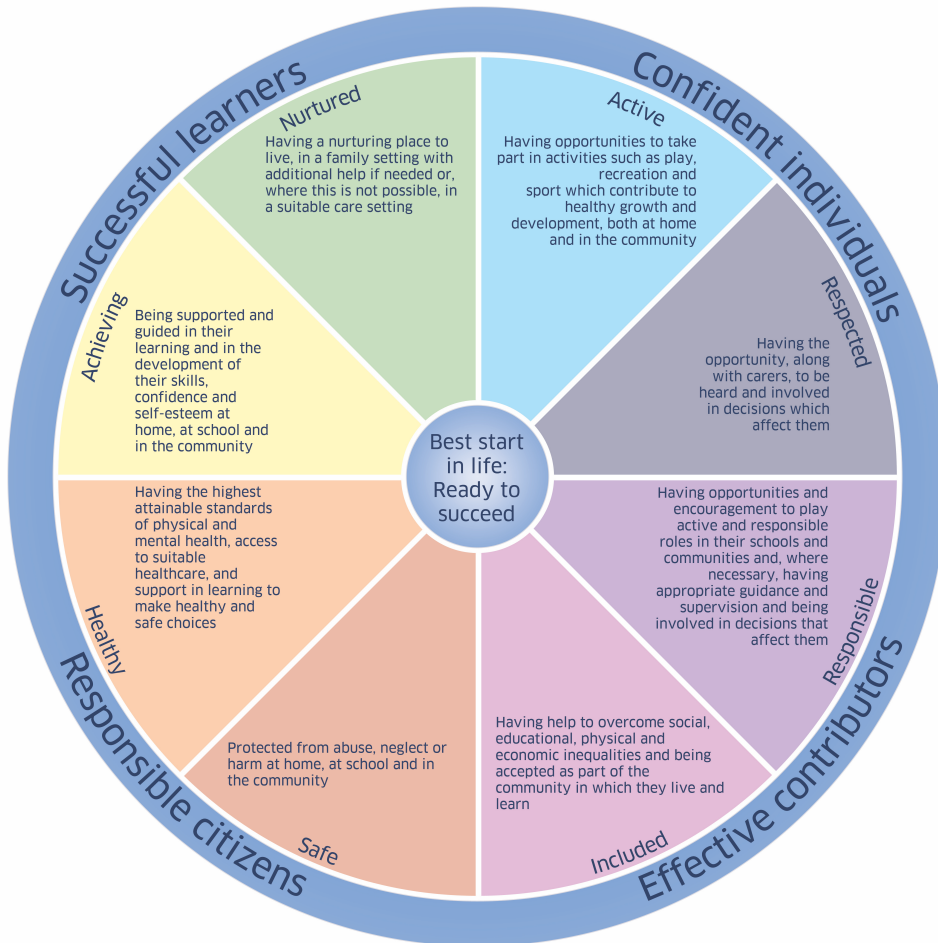 Successful learners
Confident individuals
Nurtured
Having a nurturing place to
live, in a family setting with
additional help if needed or,
where this is not possible, in
a suitable care setting
Active
Having opportunities to take
part in activities such as play,
recreation and
sport which contribute to
healthy growth and
development, both at home
and in the community
Achieving
Being supported and
guided in their
learning and in the
development of
their skills,
confidence and
self-esteem at
home, at school and
in the community
Respected
Having the
opportunity, along
with carers, to be
heard and involved
in decisions which
affect them
Best start
in life:
Ready to
succeed
Having the highest
attainable standards
of physical and
mental health, access
to suitable
healthcare, and
support in learning to
make healthy and
safe choices
Healthy
Having opportunities and
encouragement to play
active and responsible
roles in their schools and
communities and, where
necessary, having
appropriate guidance and
supervision and being
involved in decisions that
affect them
Responsible
Protected from abuse, neglect or
harm at home, at school and in
the community
Safe
Having help to overcome social,
educational, physical and
economic inequalities and being
accepted as part of the
community in which they live and
learn
Included
Responsible citizens
Effective contributors